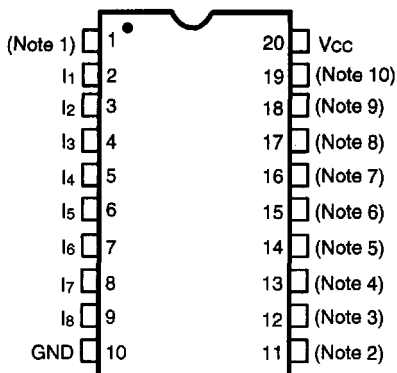 (Note 1) 1 20 VCC
I1 2 19 (Note 10)
I2 3 18 (Note 9)
I3 4 17 (Note 8)
I4 5 16 (Note 7)
I5 6 15 (Note 6)
I6 7 14 (Note 5)
I7 8 13 (Note 4)
I8 9 12 (Note 3)
GND 10 11 (Note 2)